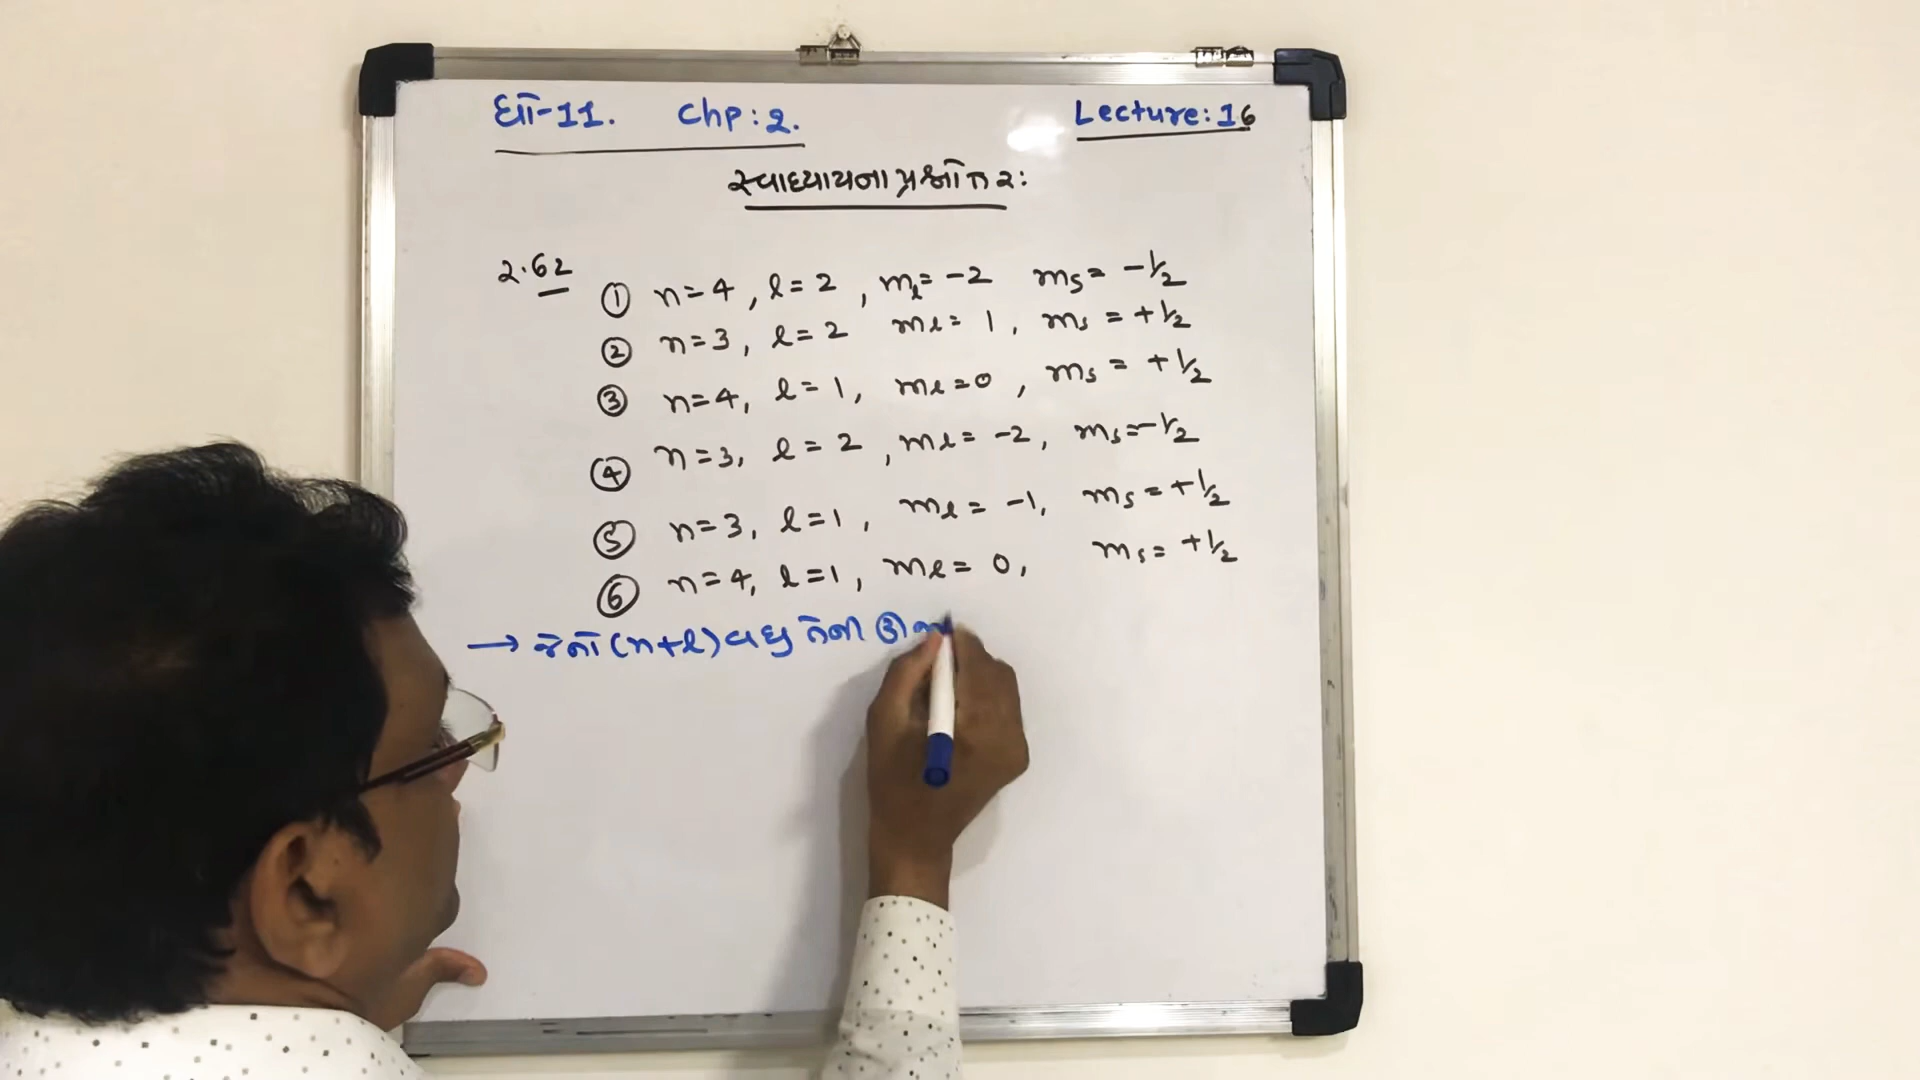 ધો-11. Chp: 2. Lecture: 16
સ્વાધ્યાયના પ્રશ્નોત્તર:
2.62
① n=4, l=2, ml=-2 ms=-1/2
② n=3, l=2 ml=1, ms=+1/2
③ n=4, l=1, ml=0, ms=+1/2
④ n=3, l=2, ml=-2, ms=-1/2
⑤ n=3, l=1, ml=-1, ms=+1/2
⑥ n=4, l=1, ml=0, ms=+1/2
→ જેનો (n+l) વધુ તેની